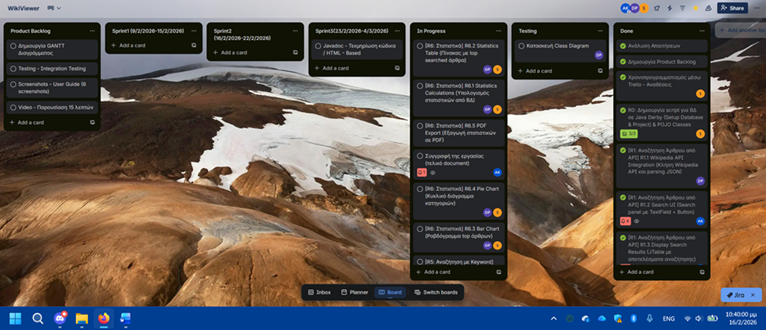 WikiViewer
Share
Product Backlog
Δημιουργία GANTT
Διαγράμματος
Testing - Integration Testing
Screenshots - User Guide (6
screenshots)
Video - Παρουσίαση 15 λεπτών
Add a card
Sprint1 (9/2/2026-15/2/2026)
Add a card
Sprint2
(16/2/2026-22/2/2026)
Add a card
Sprint3(23/2/2026-4/3/2026)
Javadoc - Τεκμηρίωση κώδικα
/ HTML - Based
Add a card
In Progress
[R6: Στατιστικά] R6.2 Statistics
Table (Πίνακας με top
searched άρθρα)
[R6: Στατιστικά] R6.1 Statistics
Calculations (Υπολογισμός
στατιστικών από ΒΔ)
[R6: Στατιστικά] R6.5 PDF
Export (Εξαγωγή στατιστικών
σε PDF)
Συγγραφή της εργασίας
(τελικό document)
1
[R6: Στατιστικά] R6.4 Pie Chart
(Κυκλικό διάγραμμα
κατηγοριών)
[R6: Στατιστικά] R6.3 Bar Chart
(Ραβδόγραμμα top άρθρων)
[R5: Αναζήτηση με Keyword]
Add a card
Testing
Κατασκευή Class Diagram
Add a card
Done
Ανάλυση Απαιτήσεων
Δημιουργία Product Backlog
Χρονοπρογραμματισμός μέσω
Trello - Αναθέσεις
R0: Δημιουργία script για ΒΔ
σε Java Derby (Setup Database
& Project) & POJO Classes
3/3
[R1: Αναζήτηση Άρθρου από
API] R1.1 Wikipedia API
Integration (Κλήση Wikipedia
API και parsing JSON)
[R1: Αναζήτηση Άρθρου από
API] R1.2 Search UI (Search
panel με TextField + Button)
[R1: Αναζήτηση Άρθρου από
API] R1.3 Display Search
Results (JTable με
αποτελέσματα αναζήτησης)
Add a card
Inbox
Planner
Board
Switch boards
Jira
ENG
10:40:00 μμ
16/2/2026